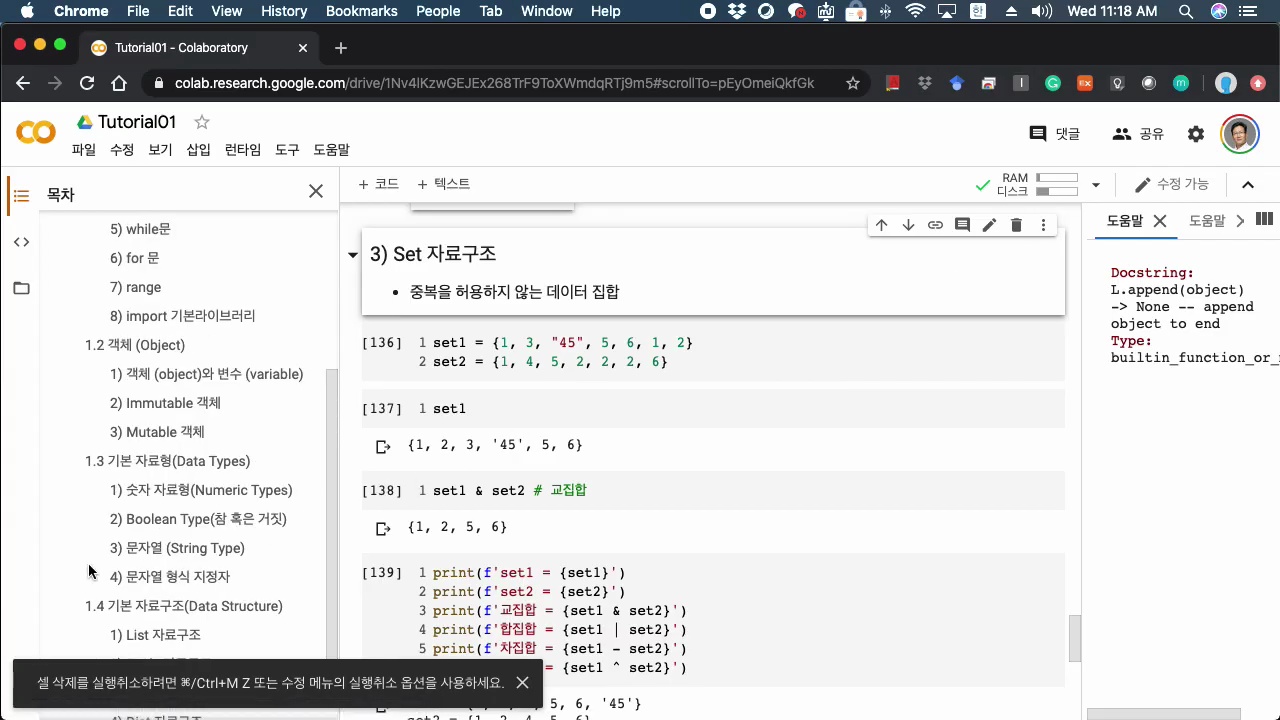 Chrome File Edit View History Bookmarks People Tab Window Help 한 Wed 11:18 AM
Tutorial01 - Colaboratory
colab.research.google.com/drive/1Nv4lKzwGEJEx268TrF9ToXWmdqRTj9m5#scrollTo=pEyOmeiQkfGk
CO Tutorial01
댓글 공유
파일 수정 보기 삽입 런타임 도구 도움말
목차
+ 코드 + 텍스트
RAM
디스크
수정 가능
5) while문
6) for 문
7) range
8) import 기본라이브러리
1.2 객체 (Object)
1) 객체 (object)와 변수 (variable)
2) Immutable 객체
3) Mutable 객체
1.3 기본 자료형(Data Types)
1) 숫자 자료형(Numeric Types)
2) Boolean Type(참 혹은 거짓)
3) 문자열 (String Type)
4) 문자열 형식 지정자
1.4 기본 자료구조(Data Structure)
1) List 자료구조
셀 삭제를 실행취소하려면 ⌘/Ctrl+M Z 또는 수정 메뉴의 실행취소 옵션을 사용하세요.
4) Dict 자료구조
3) Set 자료구조
• 중복을 허용하지 않는 데이터 집합
[136] 1 set1 = {1, 3, "45", 5, 6, 1, 2}
2 set2 = {1, 4, 5, 2, 2, 2, 6}
[137] 1 set1
{1, 2, 3, '45', 5, 6}
[138] 1 set1 & set2 # 교집합
{1, 2, 5, 6}
[139] 1 print(f'set1 = {set1}')
2 print(f'set2 = {set2}')
3 print(f'교집합 = {set1 & set2}')
4 print(f'합집합 = {set1 | set2}')
5 print(f'차집합 = {set1 - set2}')
= {set1 ^ set2}')
5, 6, '45'}
set2 = {1, 2, 4, 5, 6}
도움말 도움말
Docstring:
L.append(object)
-> None -- append
object to end
Type:
builtin_function_or_